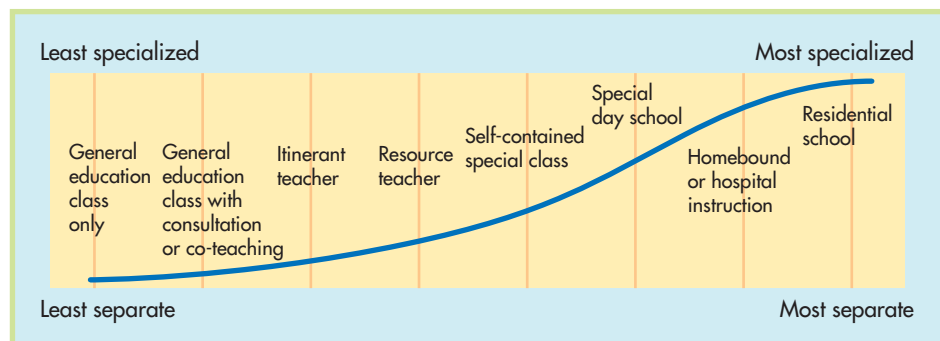 Least specialized
Most specialized
General
education
class
only
General
education
class with
consultation
or co-teaching
Itinerant
teacher
Resource
teacher
Self-contained
special class
Special
day school
Homebound
or hospital
instruction
Residential
school
Least separate
Most separate